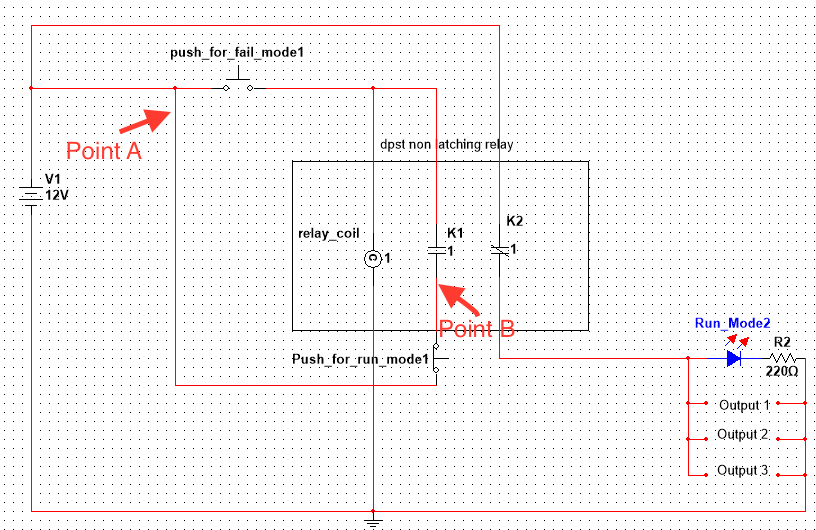 push_for_fail_mode1
Point A
dpst non latching relay
V1
12V
relay_coil
K1
K2
1
1
1
Point B
Push_for_run_mode1
Run_Mode2
R2
220Ω
Output 1
Output 2
Output 3